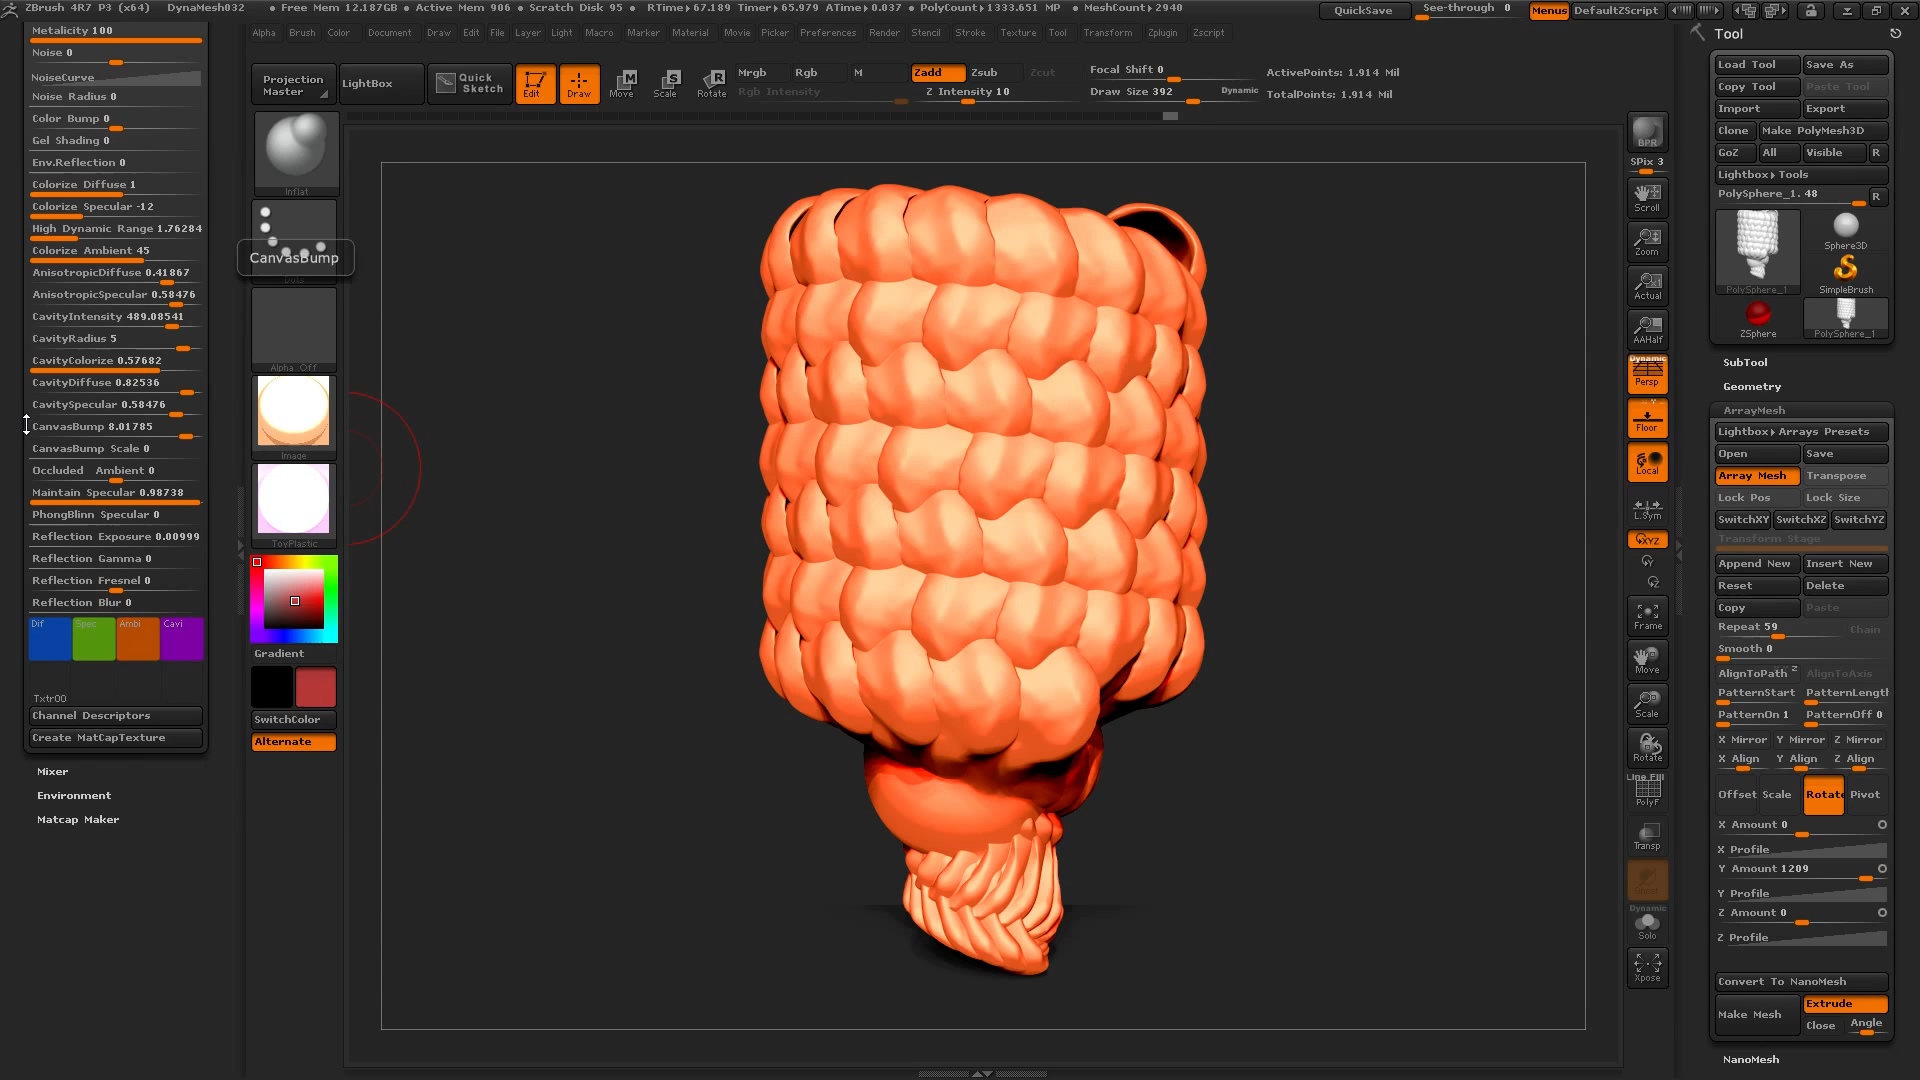 ZBrush 4R7 P3 (x64) DynaMesh032 ● Free Mem 12.187GB ● Active Mem 906 ● Scratch Disk 95 ● RTime▸67.189 Timer▸65.979 ATime▸0.037 ● PolyCount▸1333.651 MP ● MeshCount▸2940
QuickSave
See-through 0
Menus
DefaultZScript
Alpha Brush Color Document Draw Edit File Layer Light Macro Marker Material Movie Picker Preferences Render Stencil Stroke Texture Tool Transform Zplugin Zscript
Projection Master
LightBox
Quick Sketch
Edit
Draw
Move
Scale
Rotate
Mrgb Rgb M Zadd Zsub Zcut
Rgb Intensity
Z Intensity 10
Focal Shift 0
Draw Size 392 Dynamic
ActivePoints: 1.914 Mil
TotalPoints: 1.914 Mil
Metalicity 100
Noise 0
NoiseCurve
Noise Radius 0
Color Bump 0
Gel Shading 0
Env.Reflection 0
Colorize Diffuse 1
Colorize Specular -12
High Dynamic Range 1.76284
Colorize Ambient 45
AnisotropicDiffuse 0.41867
AnisotropicSpecular 0.58476
CavityIntensity 489.08541
CavityRadius 5
CavityColorize 0.57682
CavityDiffuse 0.82536
CavitySpecular 0.58476
CanvasBump 8.01785
CanvasBump Scale 0
Occluded Ambient 0
Maintain Specular 0.98738
PhongBlinn Specular 0
Reflection Exposure 0.00999
Reflection Gamma 0
Reflection Fresnel 0
Reflection Blur 0
Dif Spec Ambi Cavi
Txtr00
Channel Descriptors
Create MatCapTexture
Mixer
Environment
Matcap Maker
Inflat
CanvasBump
Dots
Alpha Off
Image
ToyPlastic
Gradient
SwitchColor
Alternate
BPR
SPix 3
Scroll
Zoom
Actual
AAHalf
Dynamic
Persp
Floor
Local
L.Sym
XYZ
Y
Z
Frame
Move
Scale
Rotate
Line Fill
PolyF
Transp
Ghost
Dynamic
Solo
Xpose
Tool
Load Tool Save As
Copy Tool Paste Tool
Import Export
Clone Make PolyMesh3D
GoZ All Visible R
Lightbox▸Tools
PolySphere_1. 48 R
PolySphere_1
Sphere3D
SimpleBrush
ZSphere
PolySphere_1
SubTool
Geometry
ArrayMesh
Lightbox▸Arrays Presets
Open Save
Array Mesh Transpose
Lock Pos Lock Size
SwitchXY SwitchXZ SwitchYZ
Transform Stage
Append New Insert New
Reset Delete
Copy Paste
Repeat 59 Chain
Smooth 0
AlignToPath Z AlignToAxis
PatternStart PatternLength
PatternOn 1 PatternOff 0
X Mirror Y Mirror Z Mirror
X Align Y Align Z Align
Offset Scale Rotate Pivot
X Amount 0
X Profile
Y Amount 1209
Y Profile
Z Amount 0
Z Profile
Convert To NanoMesh
Make Mesh
Extrude
Close Angle
NanoMesh